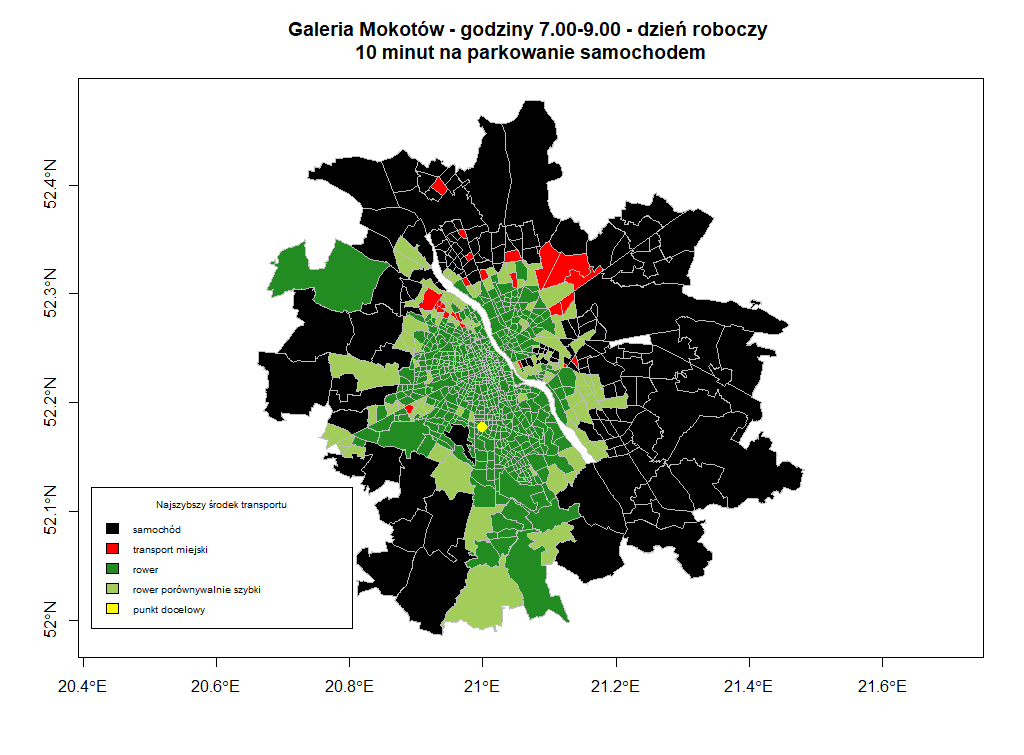 Galeria Mokotów - godziny 7.00-9.00 - dzień roboczy
10 minut na parkowanie samochodem
52.4°N
52.3°N
52.2°N
52.1°N
52°N
Najszybszy środek transportu
samochód
transport miejski
rower
rower porównywalnie szybki
punkt docelowy
20.4°E 20.6°E 20.8°E 21°E 21.2°E 21.4°E 21.6°E